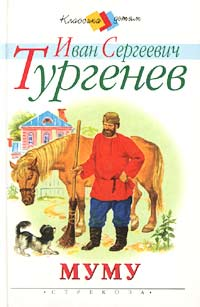 Классика детям
Иван Сергеевич
Тургенев
МУМУ
СТРЕКОЗА